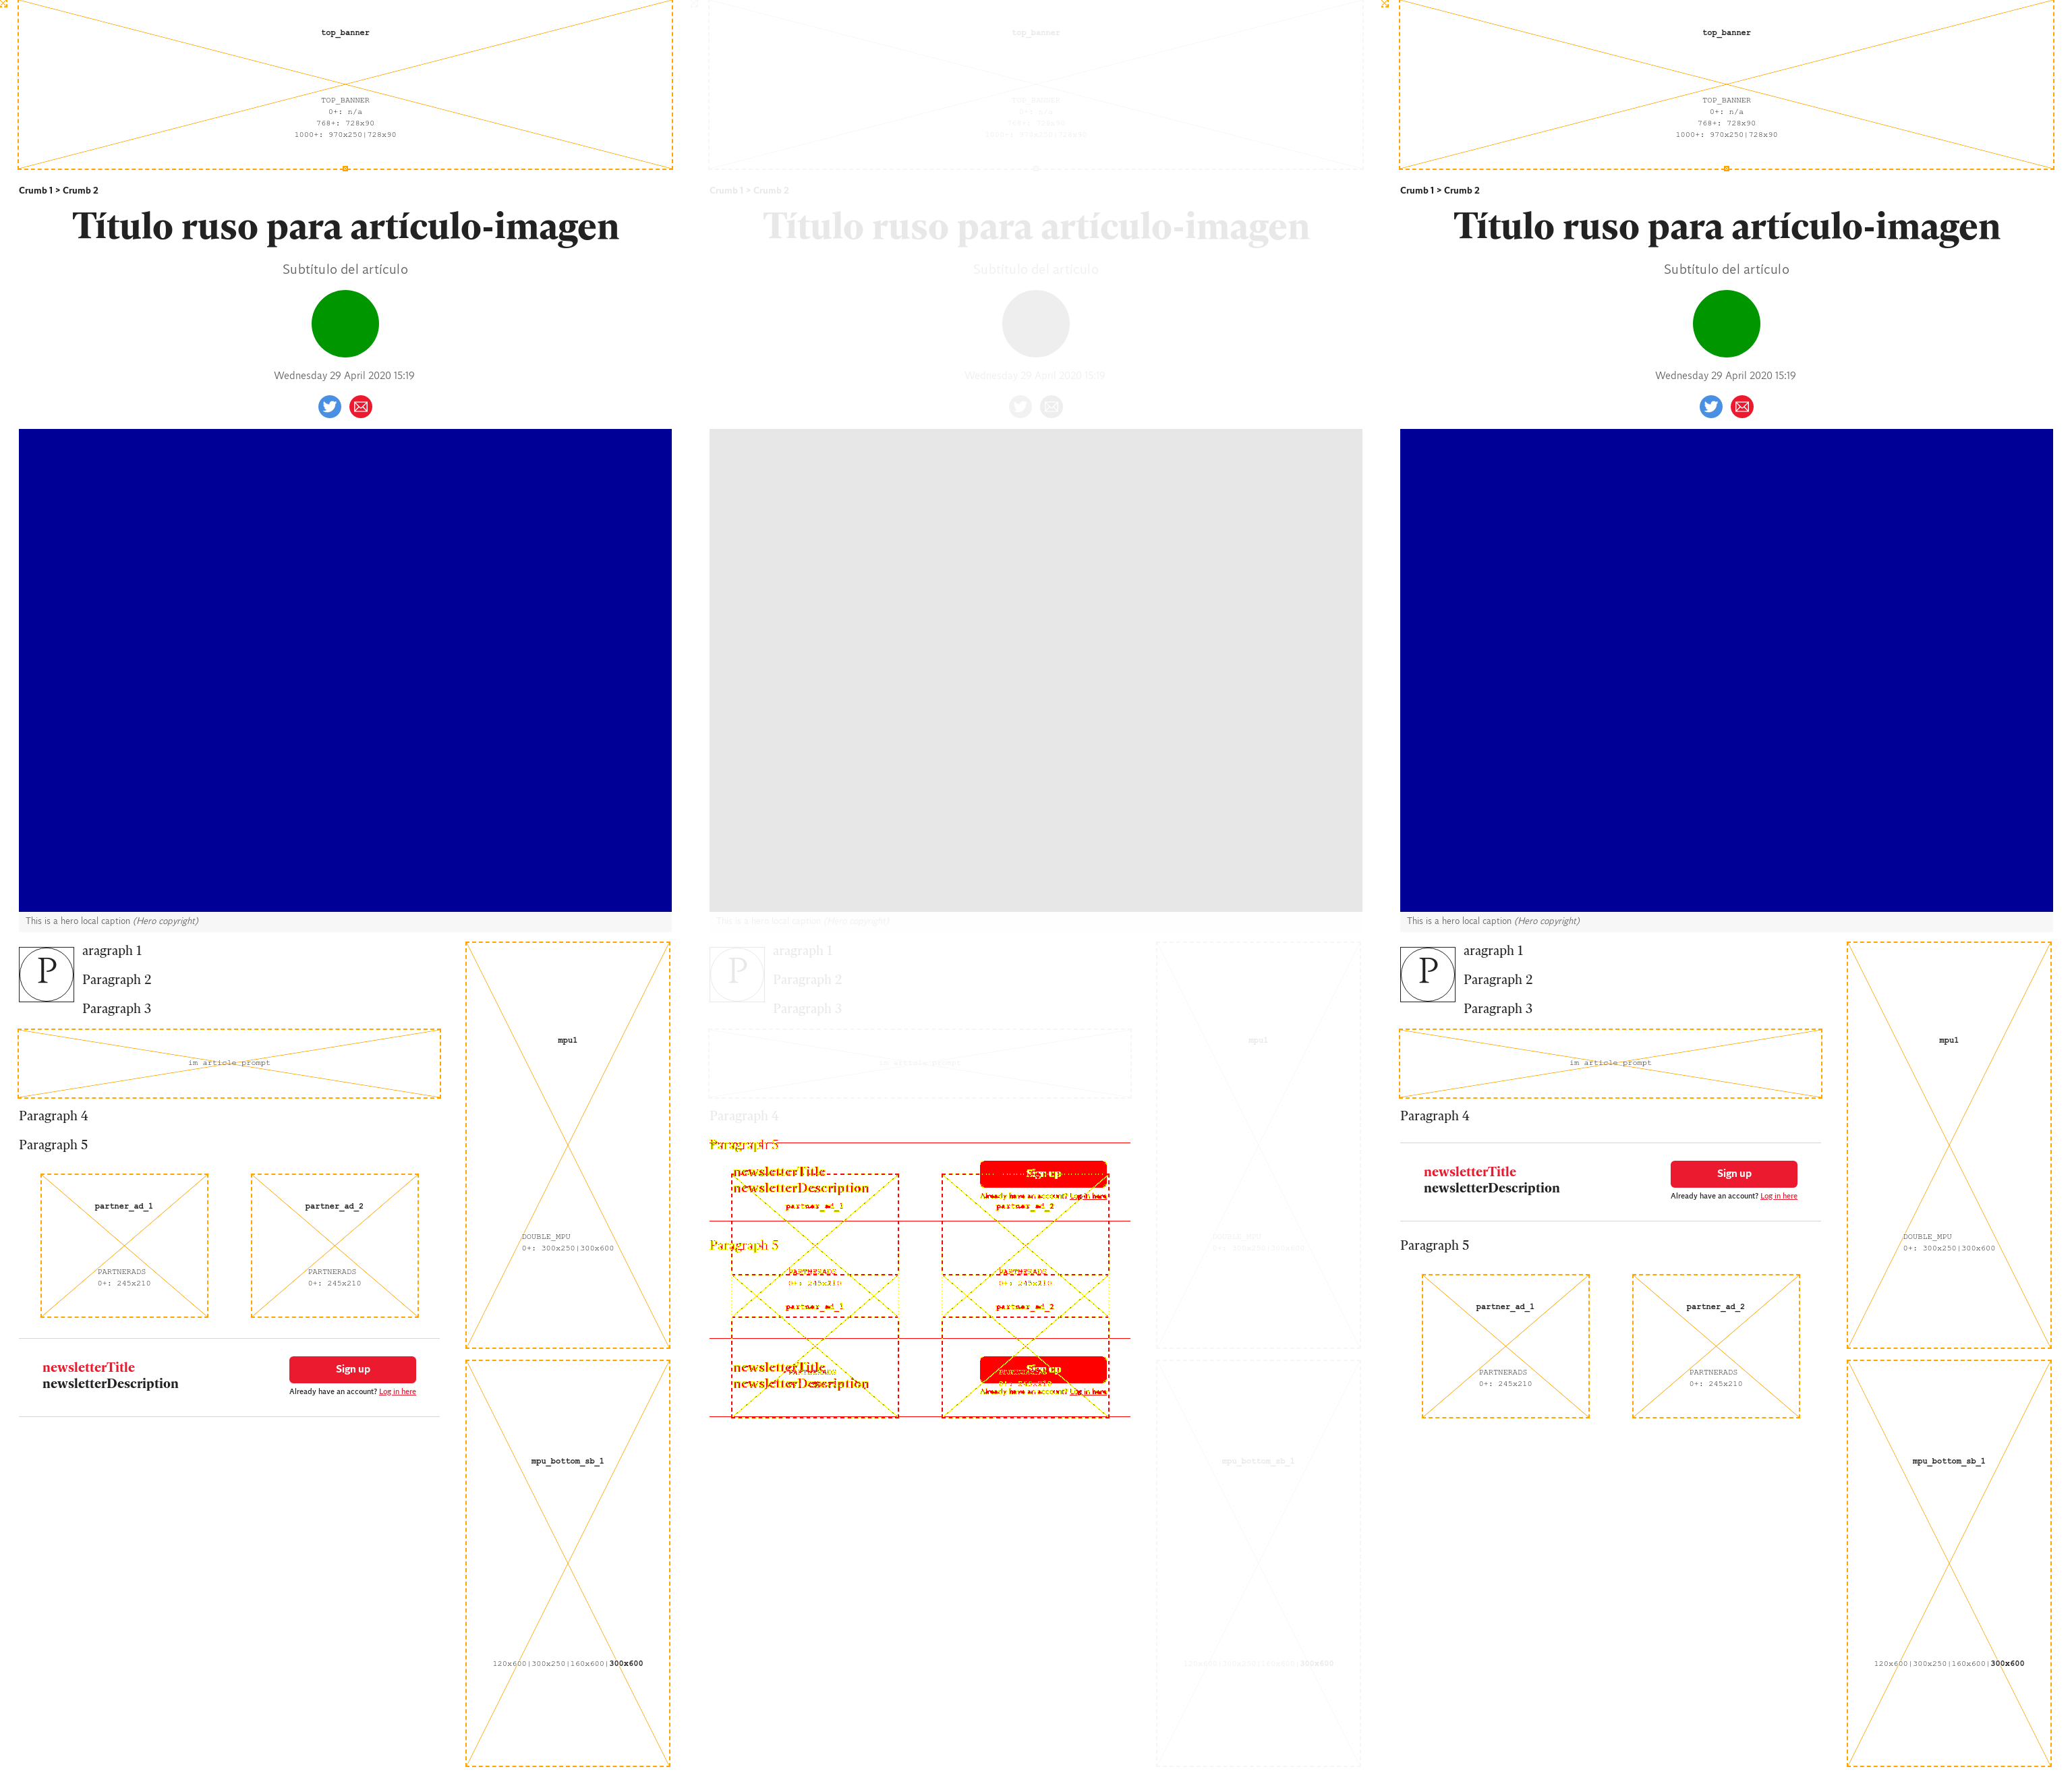 top_banner
TOP_BANNER
0+: n/a
768+: 728x90
1000+: 970x250|728x90
Crumb 1 > Crumb 2
Título ruso para artículo-imagen
Subtítulo del artículo
Wednesday 29 April 2020 15:19
This is a hero local caption (Hero copyright)
Paragraph 1
Paragraph 2
Paragraph 3
im article prompt
Paragraph 4
Paragraph 5
partner_ad_1
PARTNERADS
0+: 245x210
partner_ad_2
PARTNERADS
0+: 245x210
newsletterTitle
newsletterDescription
Sign up
Already have an account? Log in here
mpu1
DOUBLE_MPU
0+: 300x250|300x600
mpu_bottom_sb_1
120x600|300x250|160x600|300x600
top_banner
TOP_BANNER
0+: n/a
768+: 728x90
1000+: 970x250|728x90
Crumb 1 > Crumb 2
Título ruso para artículo-imagen
Subtítulo del artículo
Wednesday 29 April 2020 15:19
This is a hero local caption (Hero copyright)
Paragraph 1
Paragraph 2
Paragraph 3
im article prompt
Paragraph 4
Paragraph 5
newsletterTitle
newsletterDescription
Sign up
Already have an account? Log in here
partner_ad_1
partner_ad_2
Paragraph 5
PARTNERADS
0+: 245x210
PARTNERADS
0+: 245x210
partner_ad_1
partner_ad_2
newsletterTitle
newsletterDescription
Sign up
Already have an account? Log in here
mpu1
DOUBLE_MPU
0+: 300x250|300x600
mpu_bottom_sb_1
120x600|300x250|160x600|300x600
top_banner
TOP_BANNER
0+: n/a
768+: 728x90
1000+: 970x250|728x90
Crumb 1 > Crumb 2
Título ruso para artículo-imagen
Subtítulo del artículo
Wednesday 29 April 2020 15:19
This is a hero local caption (Hero copyright)
Paragraph 1
Paragraph 2
Paragraph 3
im article prompt
Paragraph 4
newsletterTitle
newsletterDescription
Sign up
Already have an account? Log in here
Paragraph 5
partner_ad_1
PARTNERADS
0+: 245x210
partner_ad_2
PARTNERADS
0+: 245x210
mpu1
DOUBLE_MPU
0+: 300x250|300x600
mpu_bottom_sb_1
120x600|300x250|160x600|300x600